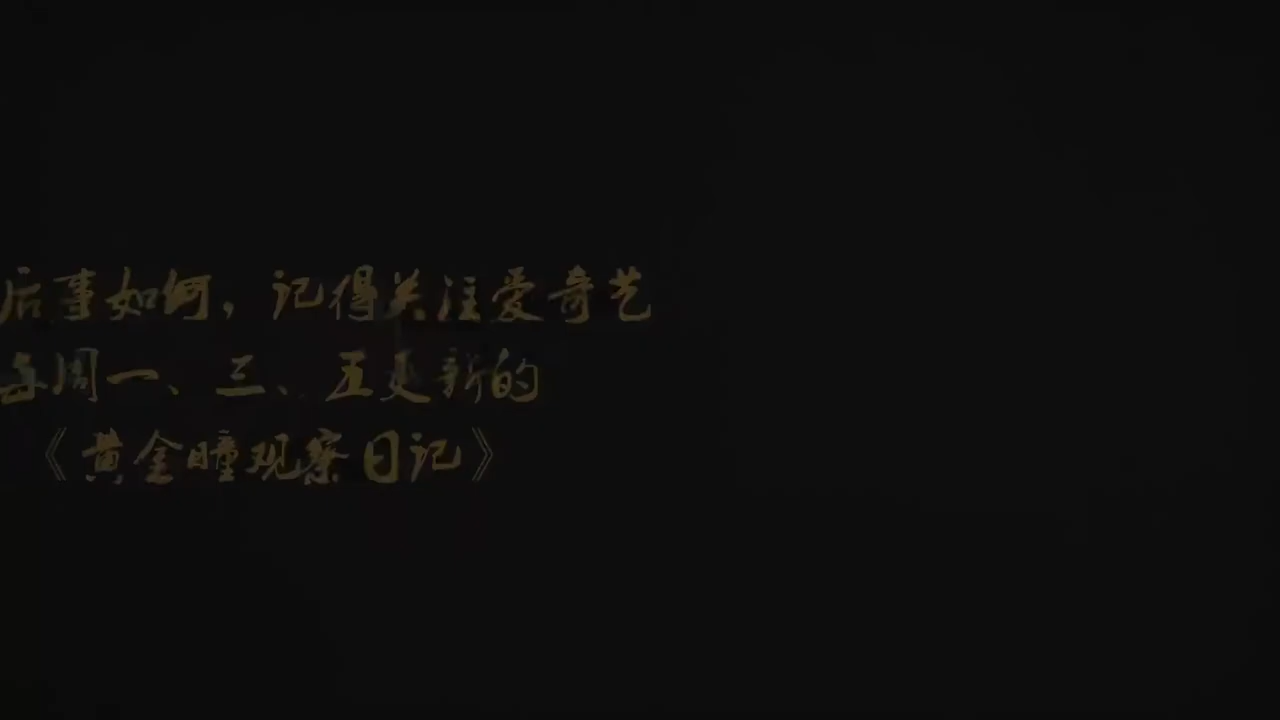 后事如何，记得关注爱奇艺
每周一、三、五更新的
《黄金瞳观察日记》